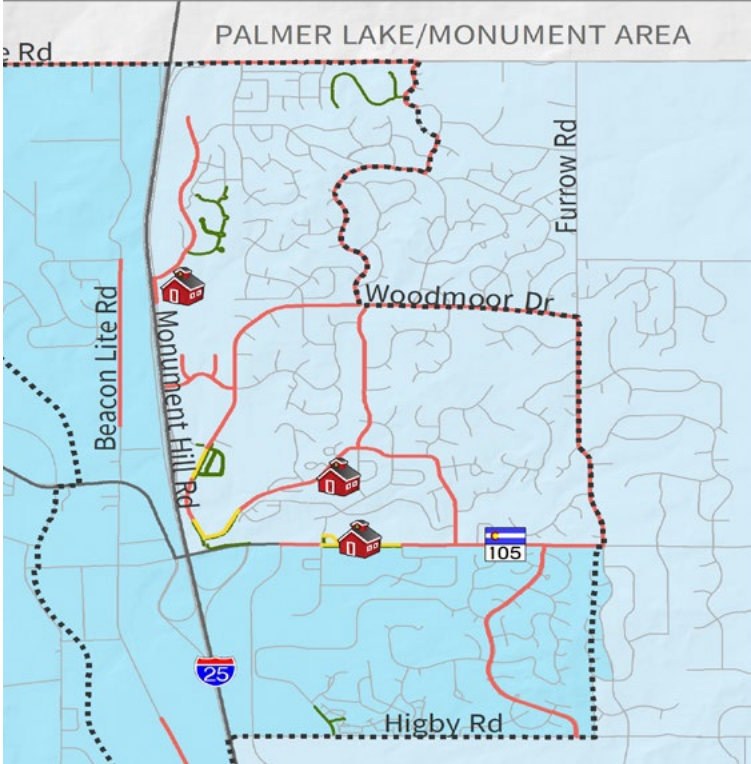 PALMER LAKE/MONUMENT AREA
e Rd
Furrow Rd
Woodmoor Dr
Beacon Lite Rd
Monument Hill Rd
105
25
Higby Rd